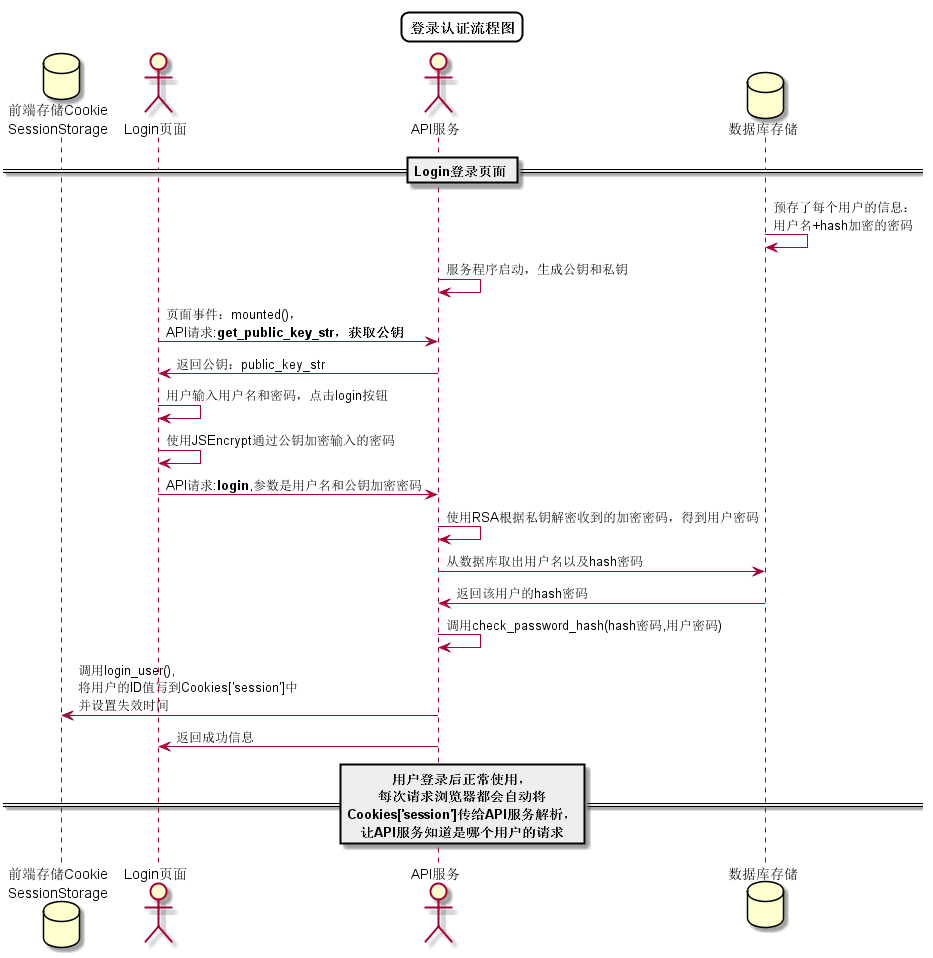 登录认证流程图
前端存储Cookie
SessionStorage
Login页面
API服务
数据库存储
Login登录页面
预存了每个用户的信息：
用户名+hash加密的密码
服务程序启动，生成公钥和私钥
页面事件：mounted()，
API请求:get_public_key_str，获取公钥
返回公钥：public_key_str
用户输入用户名和密码，点击login按钮
使用JSEncrypt通过公钥加密输入的密码
API请求:login,参数是用户名和公钥加密密码
使用RSA根据私钥解密收到的加密密码，得到用户密码
从数据库取出用户名以及hash密码
返回该用户的hash密码
调用check_password_hash(hash密码,用户密码)
调用login_user(),
将用户的ID值写到Cookies['session']中
并设置失效时间
返回成功信息
用户登录后正常使用，
每次请求浏览器都会自动将
Cookies['session']传给API服务解析，
让API服务知道是哪个用户的请求
前端存储Cookie
SessionStorage
Login页面
API服务
数据库存储